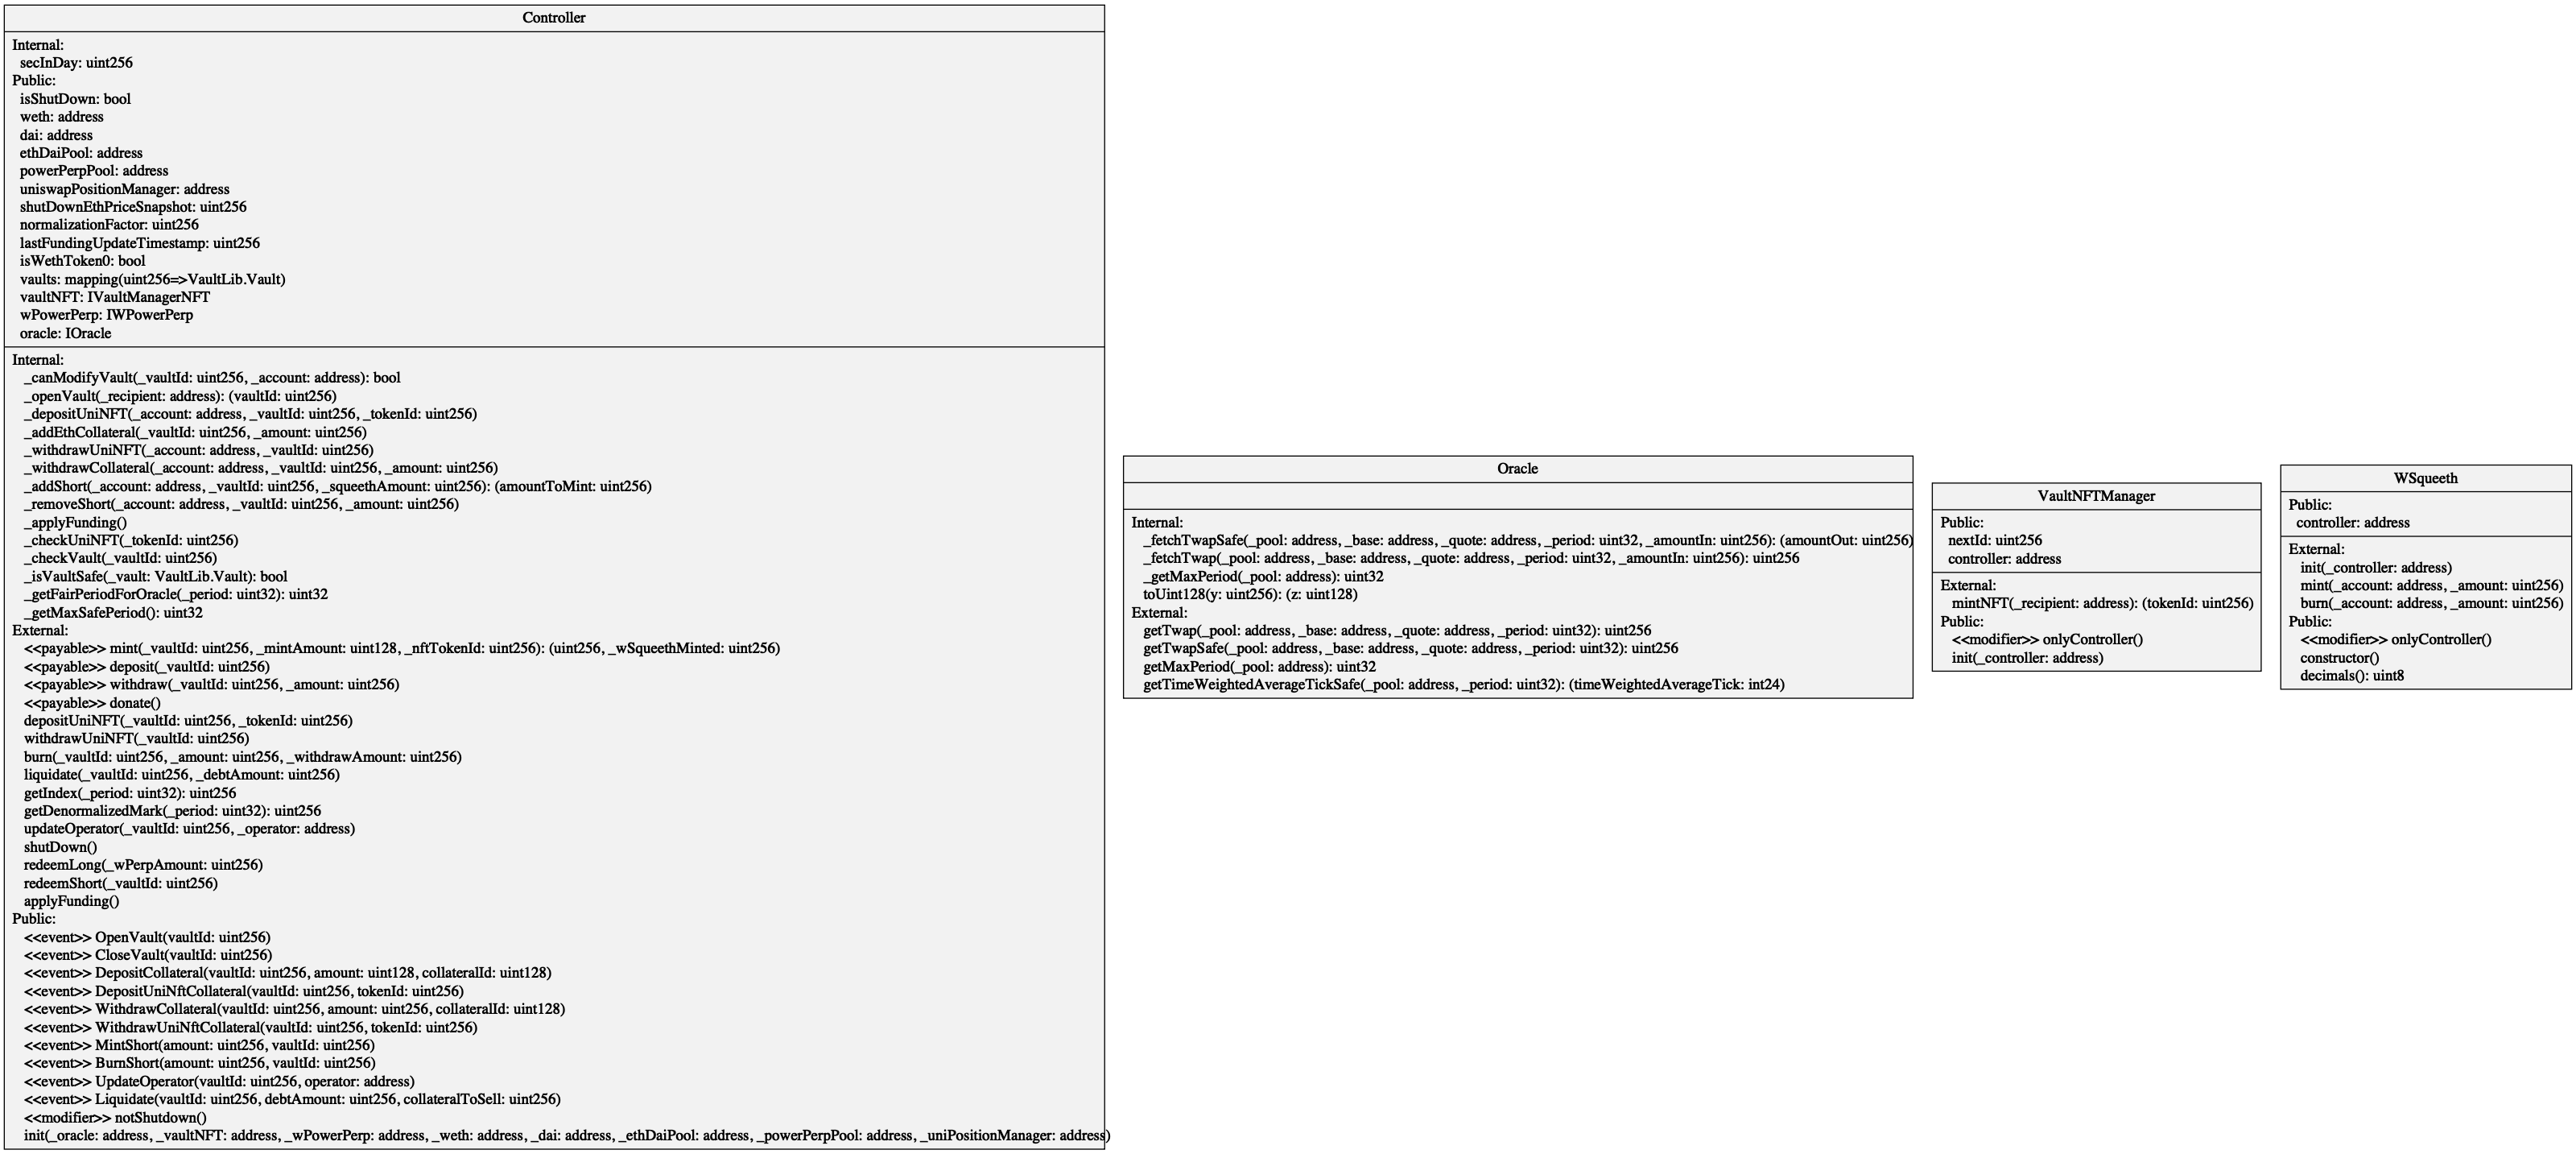 Controller
Internal:
secInDay: uint256
Public:
isShutDown: bool
weth: address
dai: address
ethDaiPool: address
powerPerpPool: address
uniswapPositionManager: address
shutDownEthPriceSnapshot: uint256
normalizationFactor: uint256
lastFundingUpdateTimestamp: uint256
isWethToken0: bool
vaults: mapping(uint256=>VaultLib.Vault)
vaultNFT: IVaultManagerNFT
wPowerPerp: IWPowerPerp
oracle: IOracle
Internal:
_canModifyVault(_vaultId: uint256, _account: address): bool
_openVault(_recipient: address): (vaultId: uint256)
_depositUniNFT(_account: address, _vaultId: uint256, _tokenId: uint256)
_addEthCollateral(_vaultId: uint256, _amount: uint256)
_withdrawUniNFT(_account: address, _vaultId: uint256)
_withdrawCollateral(_account: address, _vaultId: uint256, _amount: uint256)
_addShort(_account: address, _vaultId: uint256, _squeethAmount: uint256): (amountToMint: uint256)
_removeShort(_account: address, _vaultId: uint256, _amount: uint256)
_applyFunding()
_checkUniNFT(_tokenId: uint256)
_checkVault(_vaultId: uint256)
_isVaultSafe(_vault: VaultLib.Vault): bool
_getFairPeriodForOracle(_period: uint32): uint32
_getMaxSafePeriod(): uint32
External:
<<payable>> mint(_vaultId: uint256, _mintAmount: uint128, _nftTokenId: uint256): (uint256, _wSqueethMinted: uint256)
<<payable>> deposit(_vaultId: uint256)
<<payable>> withdraw(_vaultId: uint256, _amount: uint256)
<<payable>> donate()
depositUniNFT(_vaultId: uint256, _tokenId: uint256)
withdrawUniNFT(_vaultId: uint256)
burn(_vaultId: uint256, _amount: uint256, _withdrawAmount: uint256)
liquidate(_vaultId: uint256, _debtAmount: uint256)
getIndex(_period: uint32): uint256
getDenormalizedMark(_period: uint32): uint256
updateOperator(_vaultId: uint256, _operator: address)
shutDown()
redeemLong(_wPerpAmount: uint256)
redeemShort(_vaultId: uint256)
applyFunding()
Public:
<<event>> OpenVault(vaultId: uint256)
<<event>> CloseVault(vaultId: uint256)
<<event>> DepositCollateral(vaultId: uint256, amount: uint128, collateralId: uint128)
<<event>> DepositUniNftCollateral(vaultId: uint256, tokenId: uint256)
<<event>> WithdrawCollateral(vaultId: uint256, amount: uint256, collateralId: uint128)
<<event>> WithdrawUniNftCollateral(vaultId: uint256, tokenId: uint256)
<<event>> MintShort(amount: uint256, vaultId: uint256)
<<event>> BurnShort(amount: uint256, vaultId: uint256)
<<event>> UpdateOperator(vaultId: uint256, operator: address)
<<event>> Liquidate(vaultId: uint256, debtAmount: uint256, collateralToSell: uint256)
<<modifier>> notShutdown()
init(_oracle: address, _vaultNFT: address, _wPowerPerp: address, _weth: address, _dai: address, _ethDaiPool: address, _powerPerpPool: address, _uniPositionManager: address)
Oracle
Internal:
_fetchTwapSafe(_pool: address, _base: address, _quote: address, _period: uint32, _amountIn: uint256): (amountOut: uint256)
_fetchTwap(_pool: address, _base: address, _quote: address, _period: uint32, _amountIn: uint256): uint256
_getMaxPeriod(_pool: address): uint32
toUint128(y: uint256): (z: uint128)
External:
getTwap(_pool: address, _base: address, _quote: address, _period: uint32): uint256
getTwapSafe(_pool: address, _base: address, _quote: address, _period: uint32): uint256
getMaxPeriod(_pool: address): uint32
getTimeWeightedAverageTickSafe(_pool: address, _period: uint32): (timeWeightedAverageTick: int24)
VaultNFTManager
Public:
nextId: uint256
controller: address
External:
mintNFT(_recipient: address): (tokenId: uint256)
Public:
<<modifier>> onlyController()
init(_controller: address)
WSqueeth
Public:
controller: address
External:
init(_controller: address)
mint(_account: address, _amount: uint256)
burn(_account: address, _amount: uint256)
Public:
<<modifier>> onlyController()
constructor()
decimals(): uint8